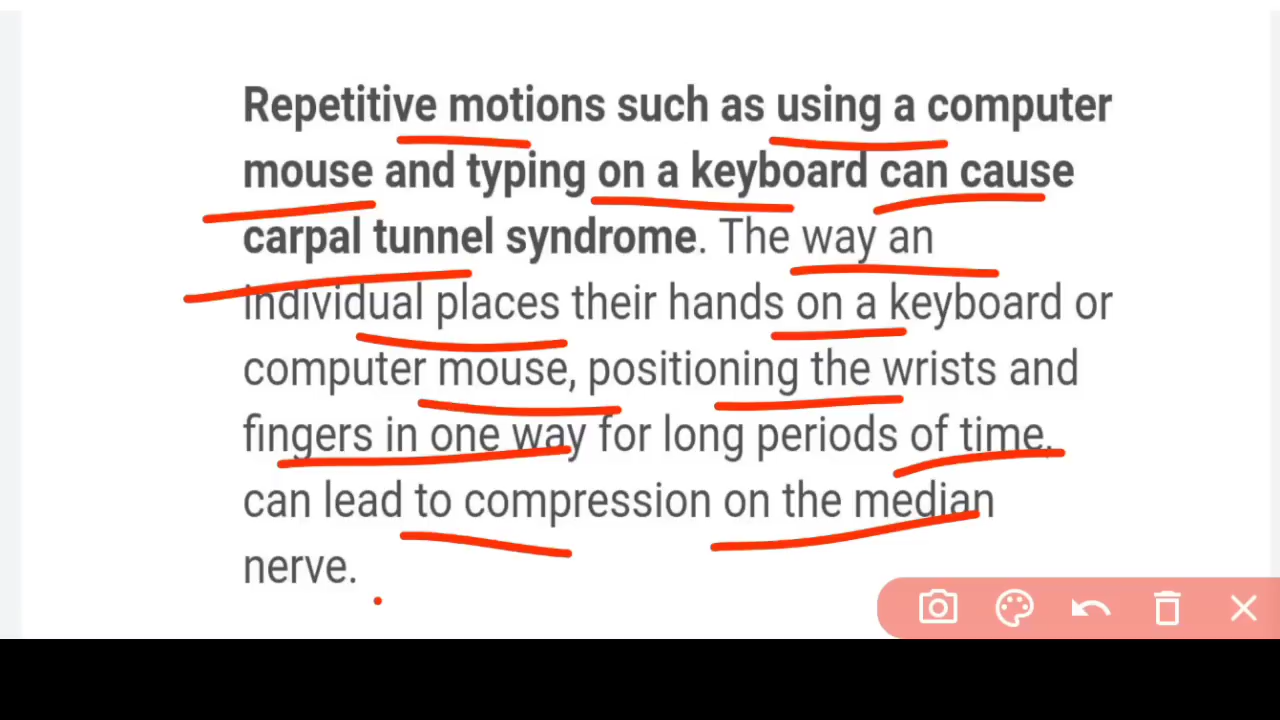 Repetitive motions such as using a computer
mouse and typing on a keyboard can cause
carpal tunnel syndrome. The way an
individual places their hands on a keyboard or
computer mouse, positioning the wrists and
fingers in one way for long periods of time,
can lead to compression on the median
nerve.